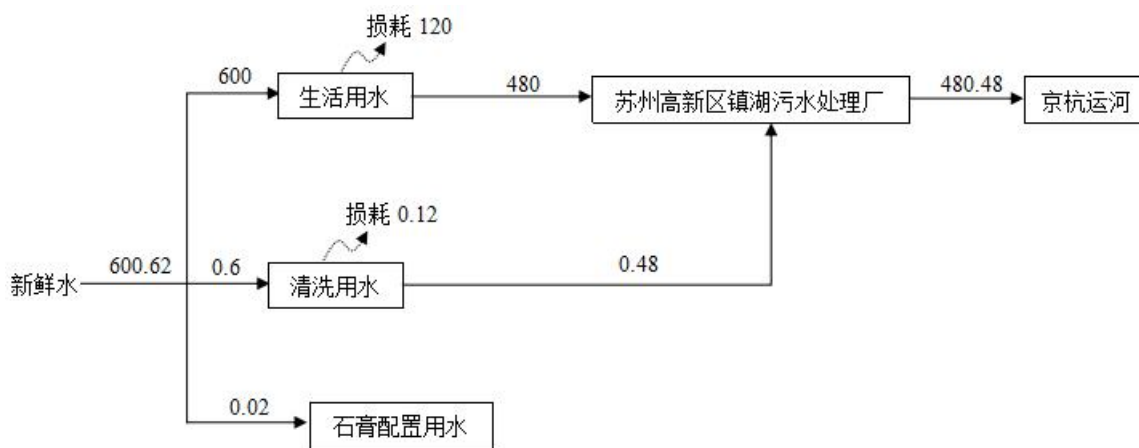 损耗 120
600
生活用水
480
苏州高新区镇湖污水处理厂
480.48
京杭运河
损耗 0.12
新鲜水
600.62
0.6
清洗用水
0.48
0.02
石膏配置用水